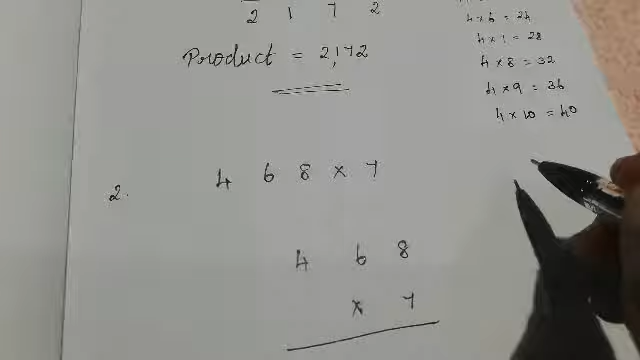 2 1 7 2
Product = 2,172
4 × 6 = 24
4 × 7 = 28
4 × 8 = 32
4 × 9 = 36
4 × 10 = 40
2. 4 6 8 × 7
4 6 8
× 7